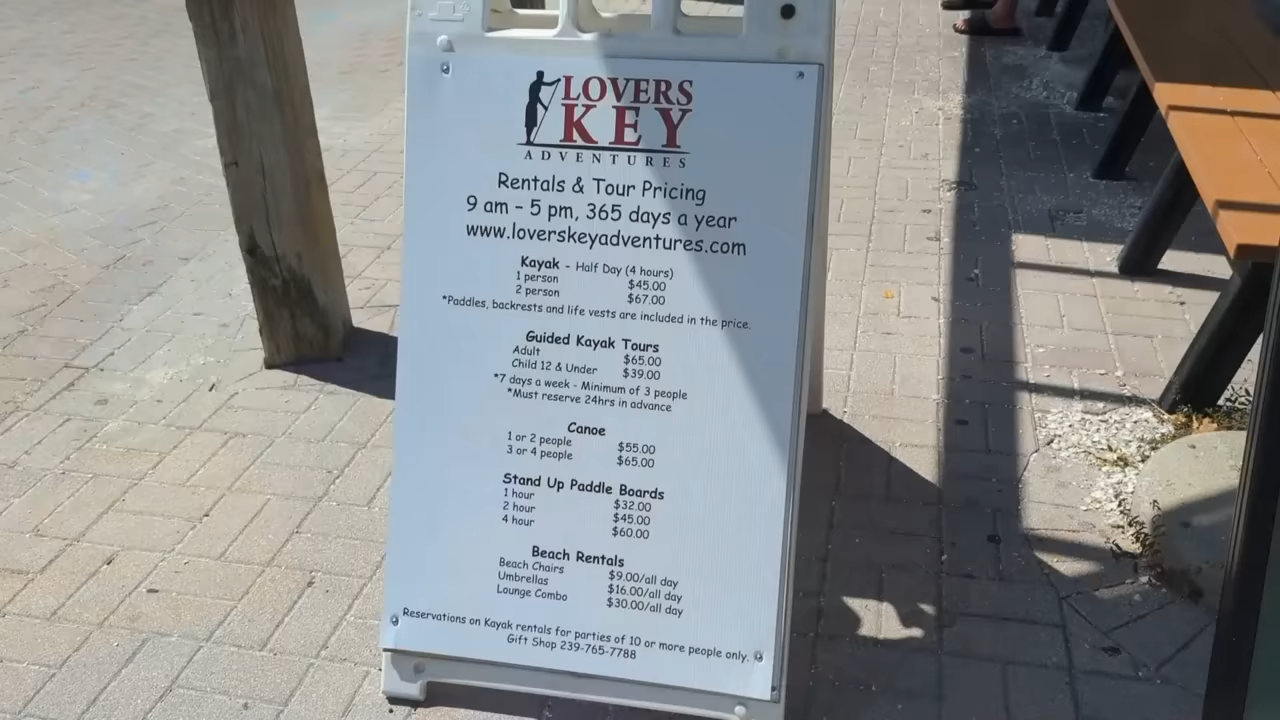 LOVERS
KEY
ADVENTURES
Rentals & Tour Pricing
9 am – 5 pm, 365 days a year
www.loverskeyadventures.com
Kayak - Half Day (4 hours)
1 person $45.00
2 person $67.00
*Paddles, backrests and life vests are included in the price.
Guided Kayak Tours
Adult $65.00
Child 12 & Under $39.00
*7 days a week - Minimum of 3 people
*Must reserve 24hrs in advance
Canoe
1 or 2 people $55.00
3 or 4 people $65.00
Stand Up Paddle Boards
1 hour $32.00
2 hour $45.00
4 hour $60.00
Beach Rentals
Beach Chairs $9.00/all day
Umbrellas $16.00/all day
Lounge Combo $30.00/all day
Reservations on Kayak rentals for parties of 10 or more people only.
Gift Shop 239-765-7788